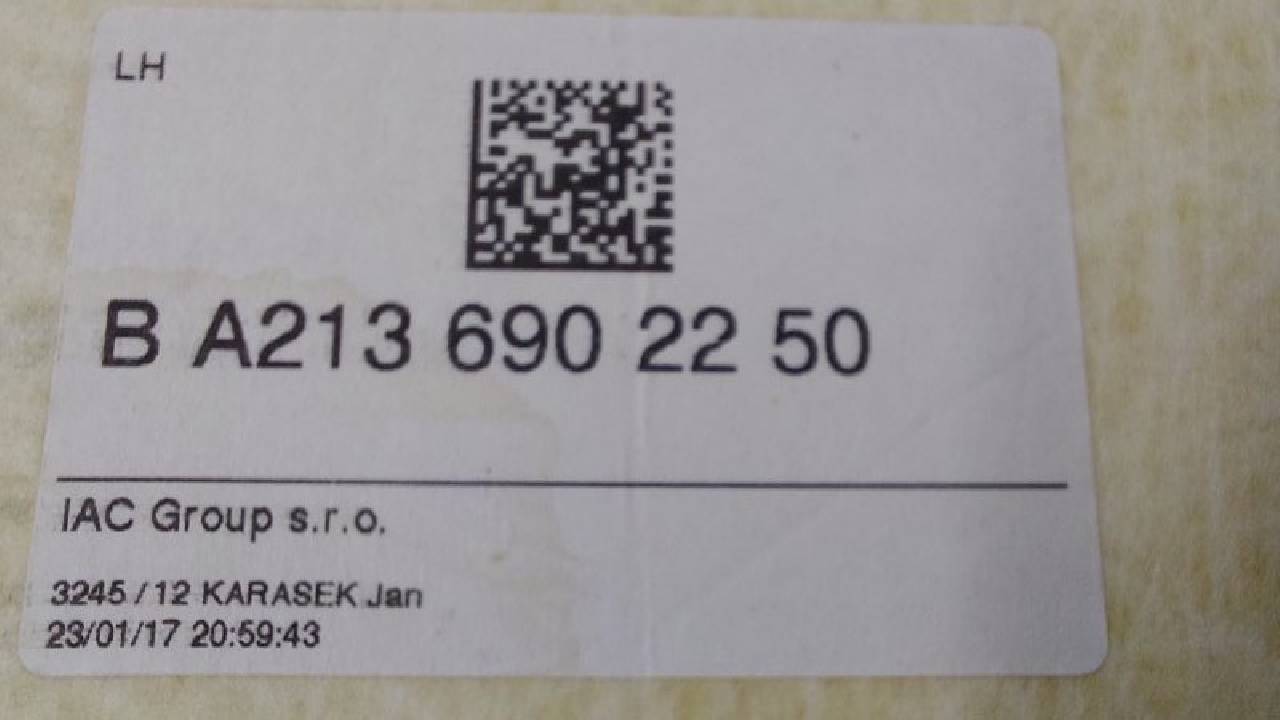 LH
B A213 690 22 50
IAC Group s.r.o.
3245 / 12 KARASEK Jan
23/01/17 20:59:43